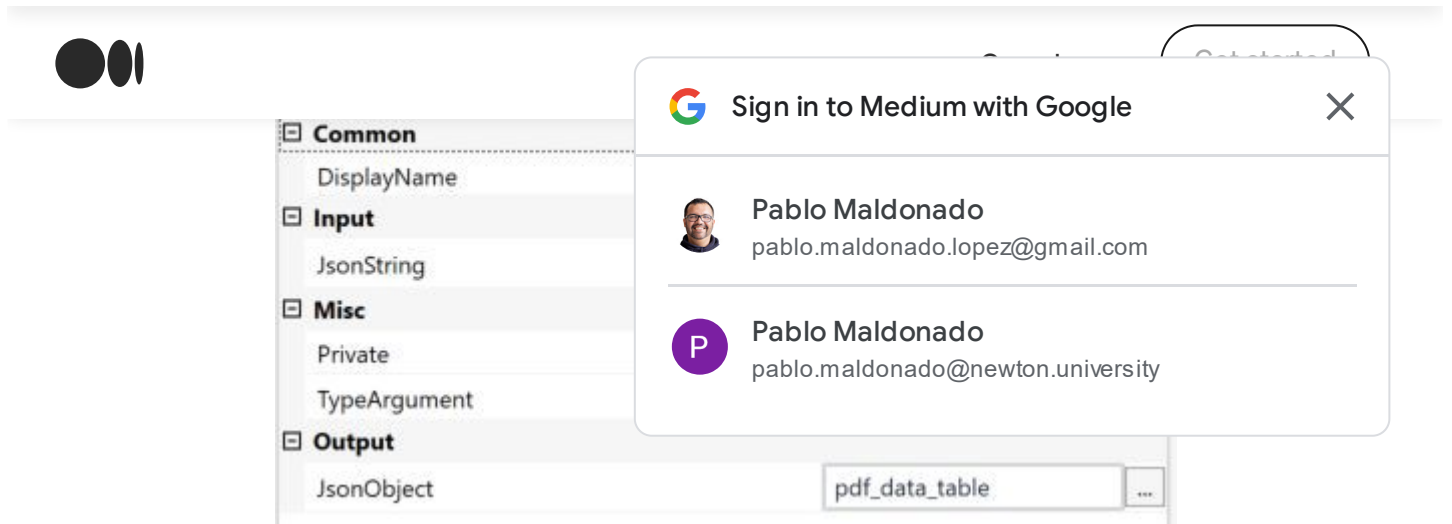 Sign in to Medium with Google
Pablo Maldonado
pablo.maldonado.lopez@gmail.com
P
Pablo Maldonado
pablo.maldonado@newton.university
Common
DisplayName
Input
JsonString
Misc
Private
TypeArgument
Output
JsonObject
pdf_data_table
...